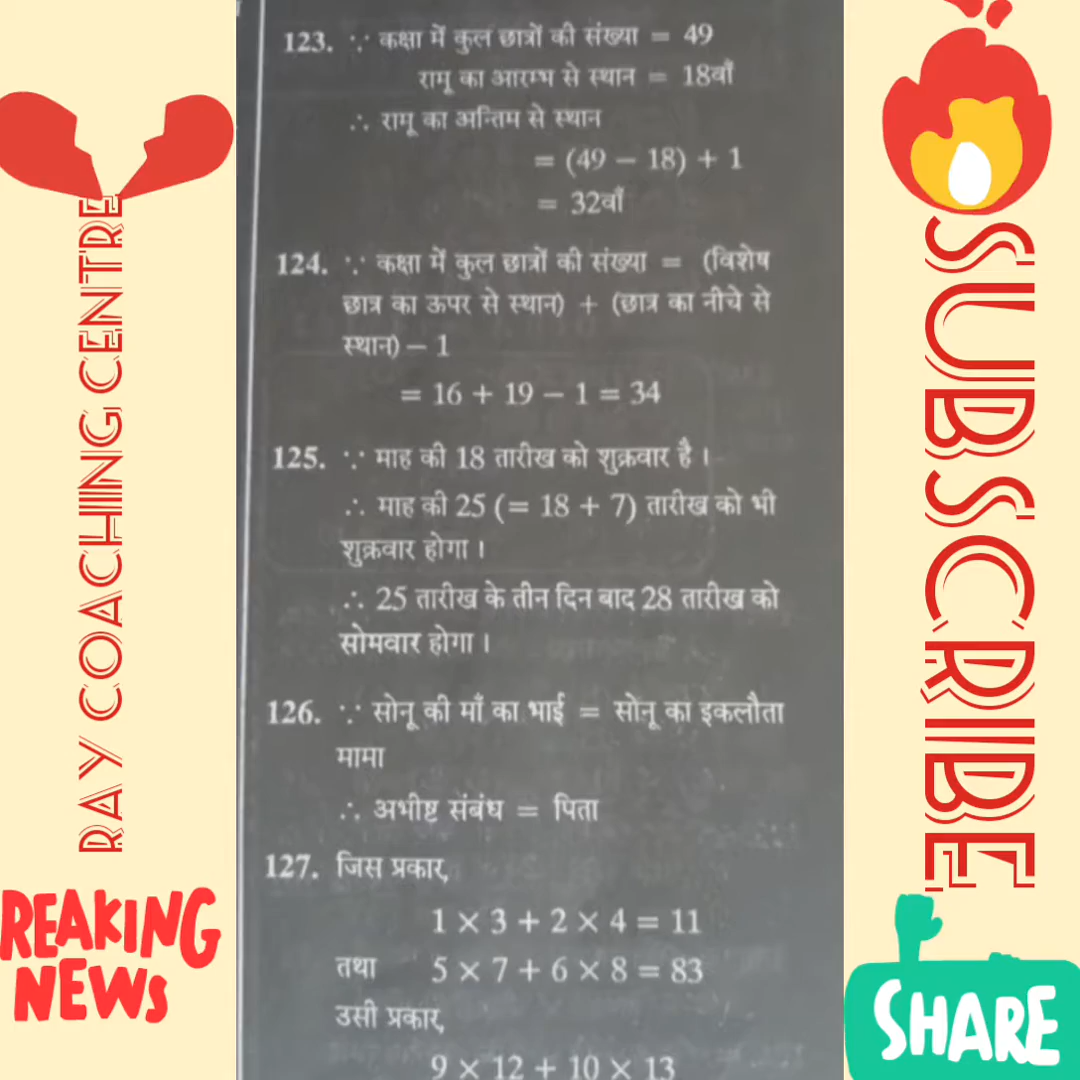 123. ∵ कक्षा में कुल छात्रों की संख्या = 49
रामू का आरम्भ से स्थान = 18वाँ
∴ रामू का अन्तिम से स्थान
= (49 − 18) + 1
= 32वाँ
124. ∵ कक्षा में कुल छात्रों की संख्या = (विशेष
छात्र का ऊपर से स्थान) + (छात्र का नीचे से
स्थान) − 1
= 16 + 19 − 1 = 34
125. ∵ माह की 18 तारीख को शुक्रवार है।
∴ माह की 25 (= 18 + 7) तारीख को भी
शुक्रवार होगा।
∴ 25 तारीख के तीन दिन बाद 28 तारीख को
सोमवार होगा।
126. ∵ सोनू की माँ का भाई = सोनू का इकलौता
मामा
∴ अभीष्ट संबंध = पिता
127. जिस प्रकार,
1 × 3 + 2 × 4 = 11
तथा 5 × 7 + 6 × 8 = 83
उसी प्रकार,
9 × 12 + 10 × 13
RAY COACHING CENTRE
REAKING
NEWS
SUBSCRIBE
SHARE